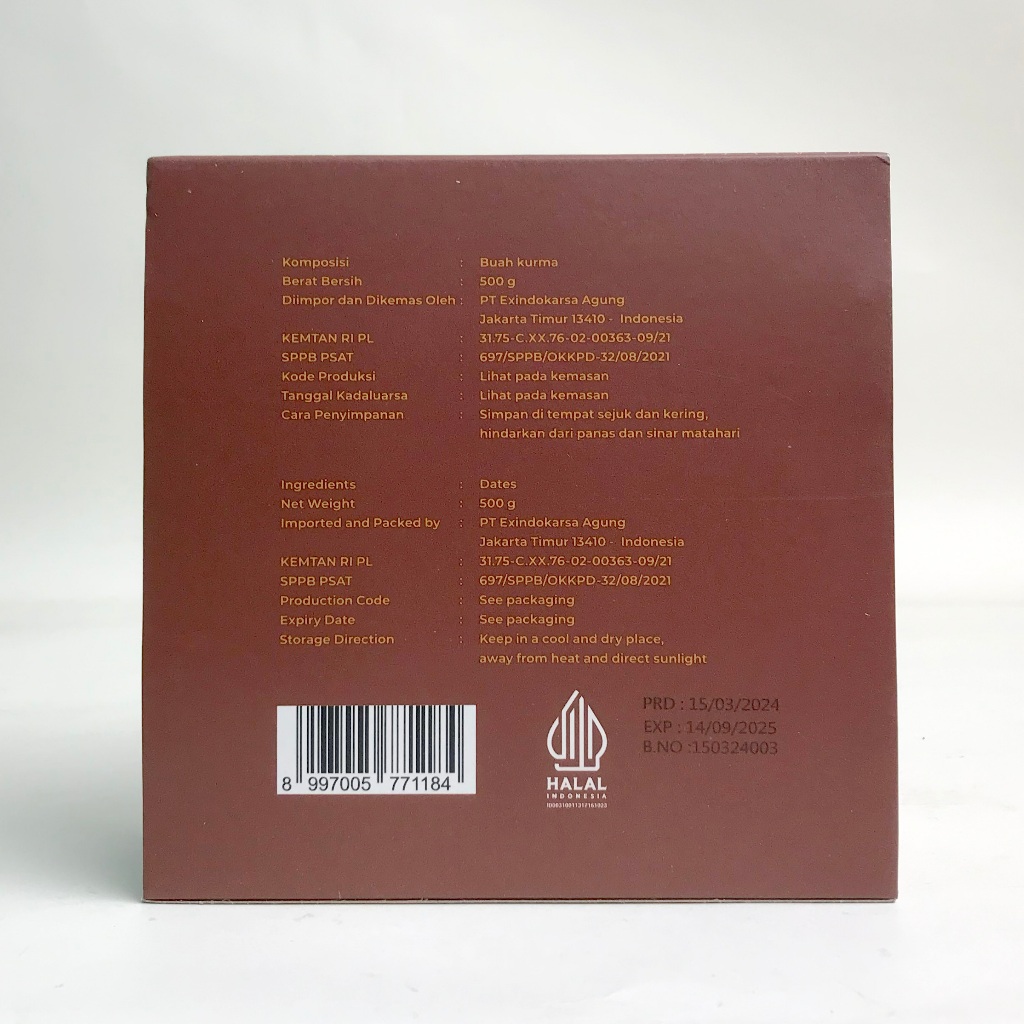 Komposisi : Buah kurma
Berat Bersih : 500 g
Diimpor dan Dikemas Oleh : PT Exindokarsa Agung
Jakarta Timur 13410 - Indonesia
KEMTAN RI PL : 31.75-C.XX.76-02-00363-09/21
SPPB PSAT : 697/SPPB/OKKPD-32/08/2021
Kode Produksi : Lihat pada kemasan
Tanggal Kadaluarsa : Lihat pada kemasan
Cara Penyimpanan : Simpan di tempat sejuk dan kering,
hindarkan dari panas dan sinar matahari
Ingredients : Dates
Net Weight : 500 g
Imported and Packed by : PT Exindokarsa Agung
Jakarta Timur 13410 - Indonesia
KEMTAN RI PL : 31.75-C.XX.76-02-00363-09/21
SPPB PSAT : 697/SPPB/OKKPD-32/08/2021
Production Code : See packaging
Expiry Date : See packaging
Storage Direction : Keep in a cool and dry place,
away from heat and direct sunlight
8 997005 771184
HALAL
INDONESIA
PRD : 15/03/2024
EXP : 14/09/2025
B.NO :150324003